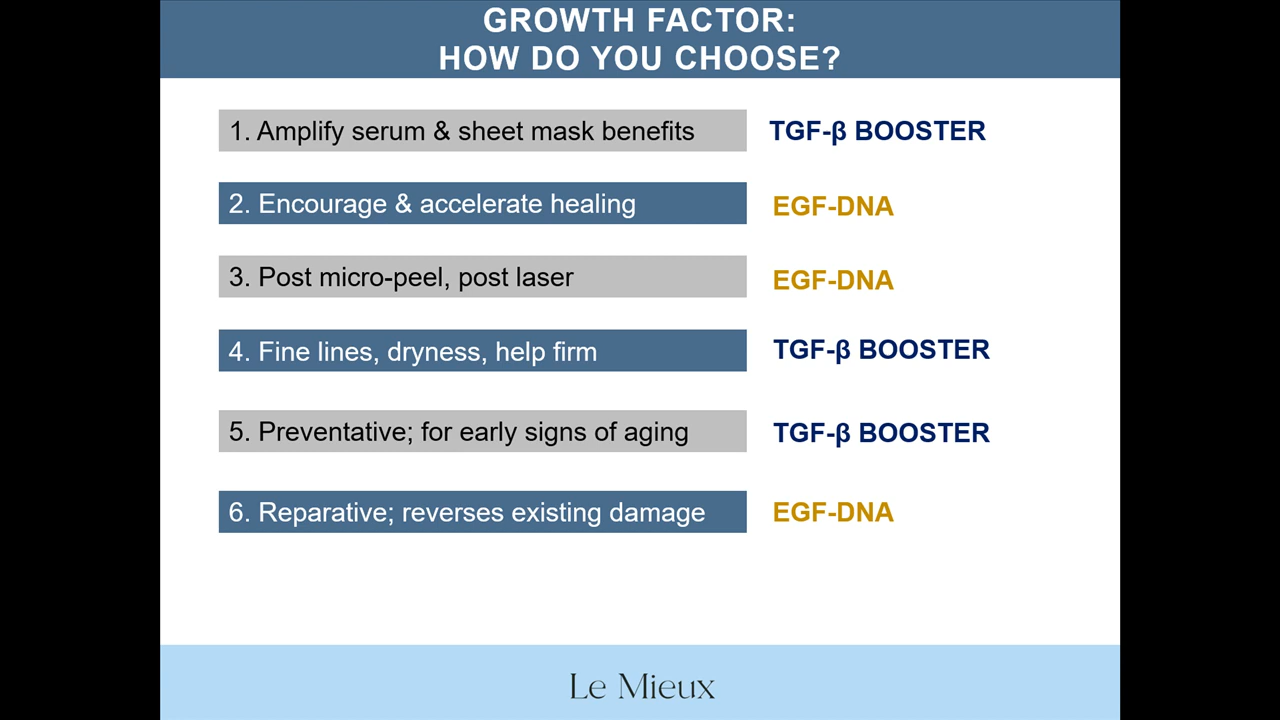 GROWTH FACTOR:
HOW DO YOU CHOOSE?
1. Amplify serum & sheet mask benefits TGF-β BOOSTER
2. Encourage & accelerate healing EGF-DNA
3. Post micro-peel, post laser EGF-DNA
4. Fine lines, dryness, help firm TGF-β BOOSTER
5. Preventative; for early signs of aging TGF-β BOOSTER
6. Reparative; reverses existing damage EGF-DNA
Le Mieux